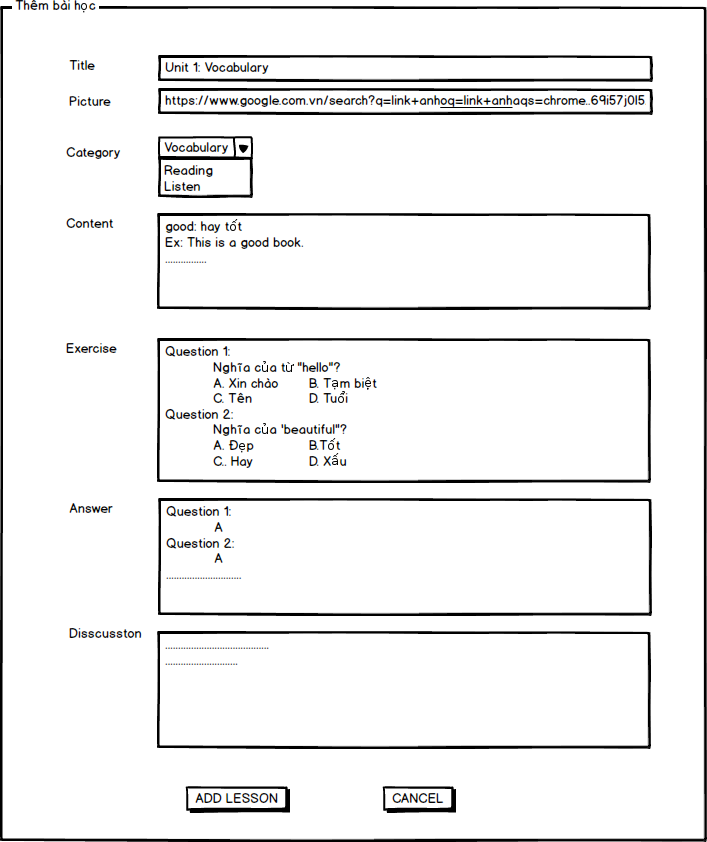 Thêm bài học
Title
Unit 1: Vocabulary
Picture
https://www.google.com.vn/search?q=link+anhoq=link+anhaqs=chrome..69i57j0l5
Category
Vocabulary
Reading
Listen
Content
good: hay tốt
Ex: This is a good book.
................
Exercise
Question 1:
Nghĩa của từ "hello"?
A. Xin chào B. Tạm biệt
C. Tên D. Tuổi
Question 2:
Nghĩa của 'beautiful"?
A. Đẹp B.Tốt
C.. Hay D. Xấu
Answer
Question 1:
A
Question 2:
A
.............................
Disscusston
........................................
............................
ADD LESSON CANCEL